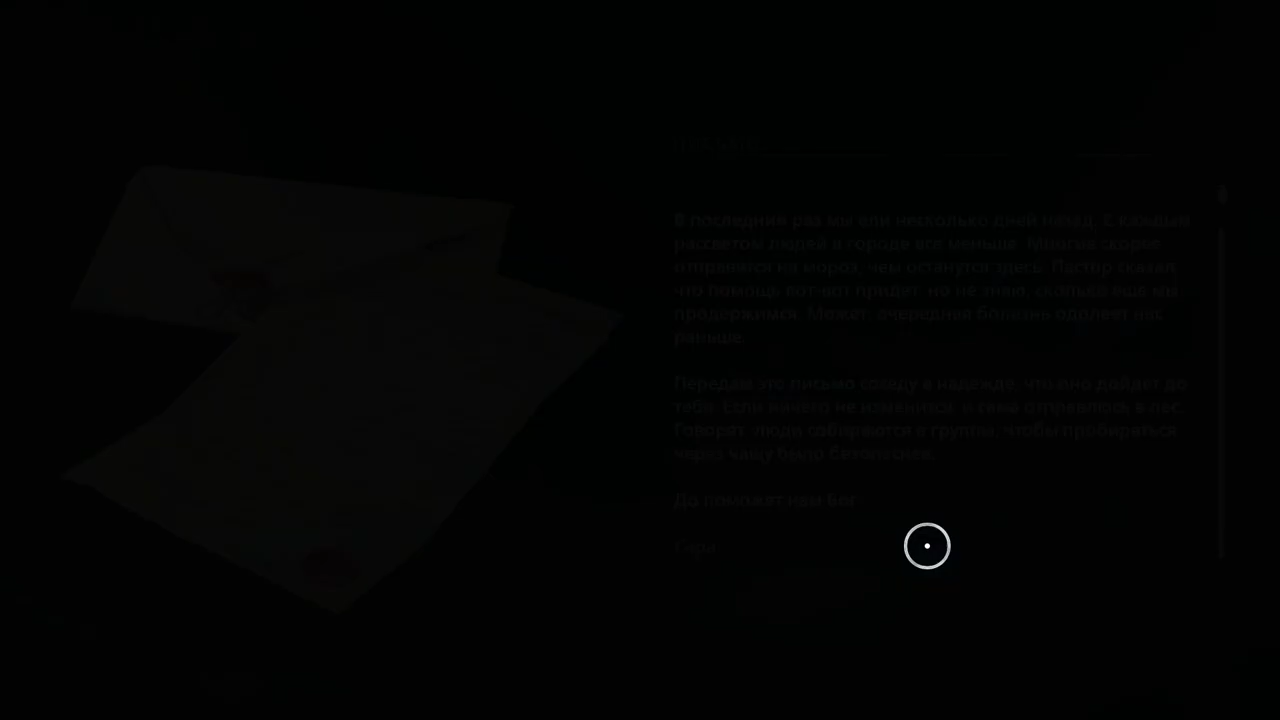 В последний раз мы ели несколько дней назад. С каждым
рассветом людей в городе все меньше. Многие скорее
отправятся на мороз, чем останутся здесь. Пастор сказал,
что помощь вот-вот придет, но не знаю, сколько еще мы
продержимся. Может, очередная болезнь одолеет нас
раньше.
Передаю это письмо соседу в надежде, что оно дойдет до
тебя. Если ничего не изменится, я сама отправлюсь в лес.
Говорят, люди собираются в группы, чтобы пробираться
через чащу было безопаснее.
Да поможет нам Бог.
Сара